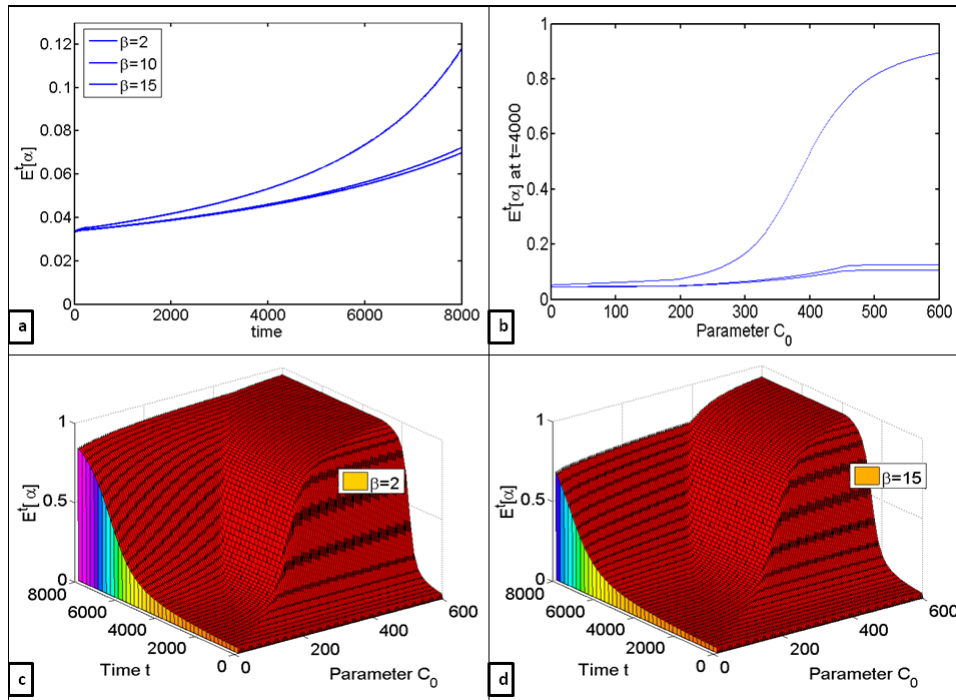 0.12
0.1
0.08
0.06
0.04
0.02
0
E^t[α]
β=2
β=10
β=15
0 2000 4000 6000 8000
time
a
1
0.8
0.6
0.4
0.2
0
E^t[α] at t=4000
0 100 200 300 400 500 600
Parameter C_0
b
1
0.5
0
E^t[α]
8000
6000
4000
2000
0
Time t
0
200
400
600
Parameter C_0
β=2
c
1
0.5
0
E^t[α]
8000
6000
4000
2000
0
Time t
0
200
400
600
Parameter C_0
β=15
d